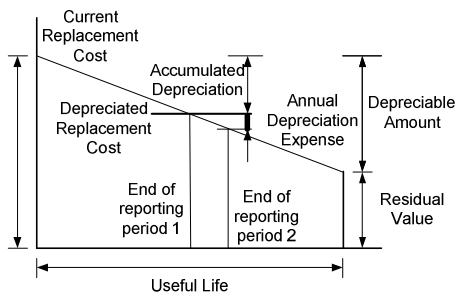 Current
Replacement
Cost
Accumulated
Depreciation
Depreciated
Replacement
Cost
Annual
Depreciation
Expense
Depreciable
Amount
End of
reporting
period 1
End of
reporting
period 2
Residual
Value
Useful Life